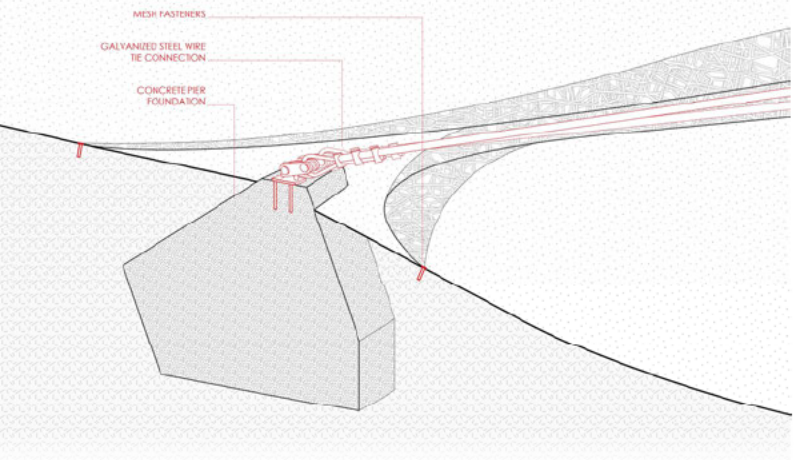 MESH FASTENERS
GALVANIZED STEEL WIRE
TIE CONNECTION
CONCRETE PIER
FOUNDATION